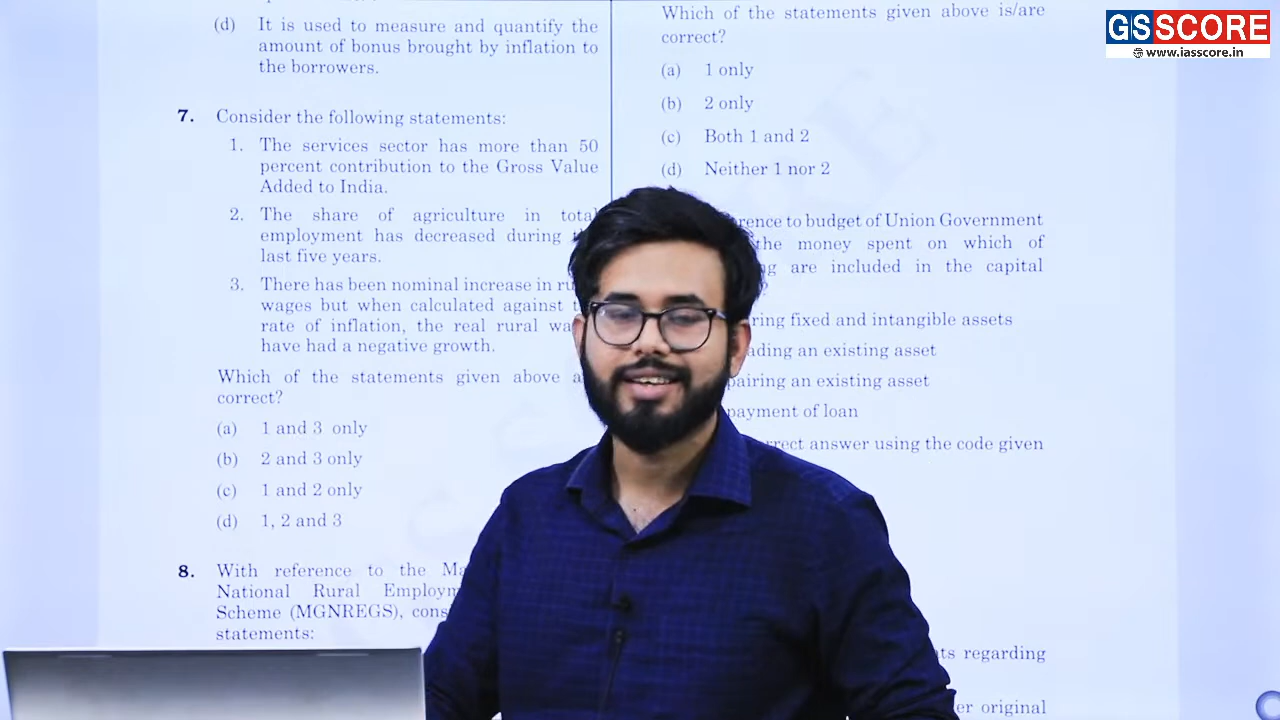 (d) It is used to measure and quantify the
amount of bonus brought by inflation to
the borrowers.
7. Consider the following statements:
1. The services sector has more than 50
percent contribution to the Gross Value
Added to India.
2. The share of agriculture in total
employment has decreased during
last five years.
3. There has been nominal increase in
wages but when calculated against
rate of inflation, the real rural
have had a negative growth.
Which of the statements given above
correct?
(a) 1 and 3 only
(b) 2 and 3 only
(c) 1 and 2 only
(d) 1, 2 and 3
8. With reference to the
National Rural
Scheme (MGNREGS),
statements:
Which of the statements given above is/are
correct?
(a) 1 only
(b) 2 only
(c) Both 1 and 2
(d) Neither 1 nor 2
to budget of Union Government
the money spent on which of
are included in the capital
fixed and intangible assets
an existing asset
an existing asset
of loan
answer using the code given
regarding
original
GSSCORE
www.iasscore.in